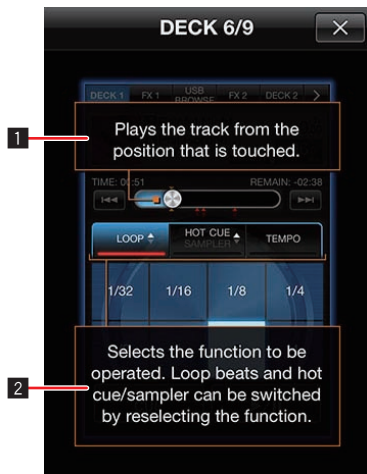 DECK 6/9
DECK 1 FX 1 USB BROWSE FX 2 DECK 2
1
Plays the track from the
position that is touched.
TIME: 00:51 REMAIN: -02:38
LOOP HOT CUE TEMPO
SAMPLER
1/32 1/16 1/8 1/4
2
Selects the function to be
operated. Loop beats and hot
cue/sampler can be switched
by reselecting the function.